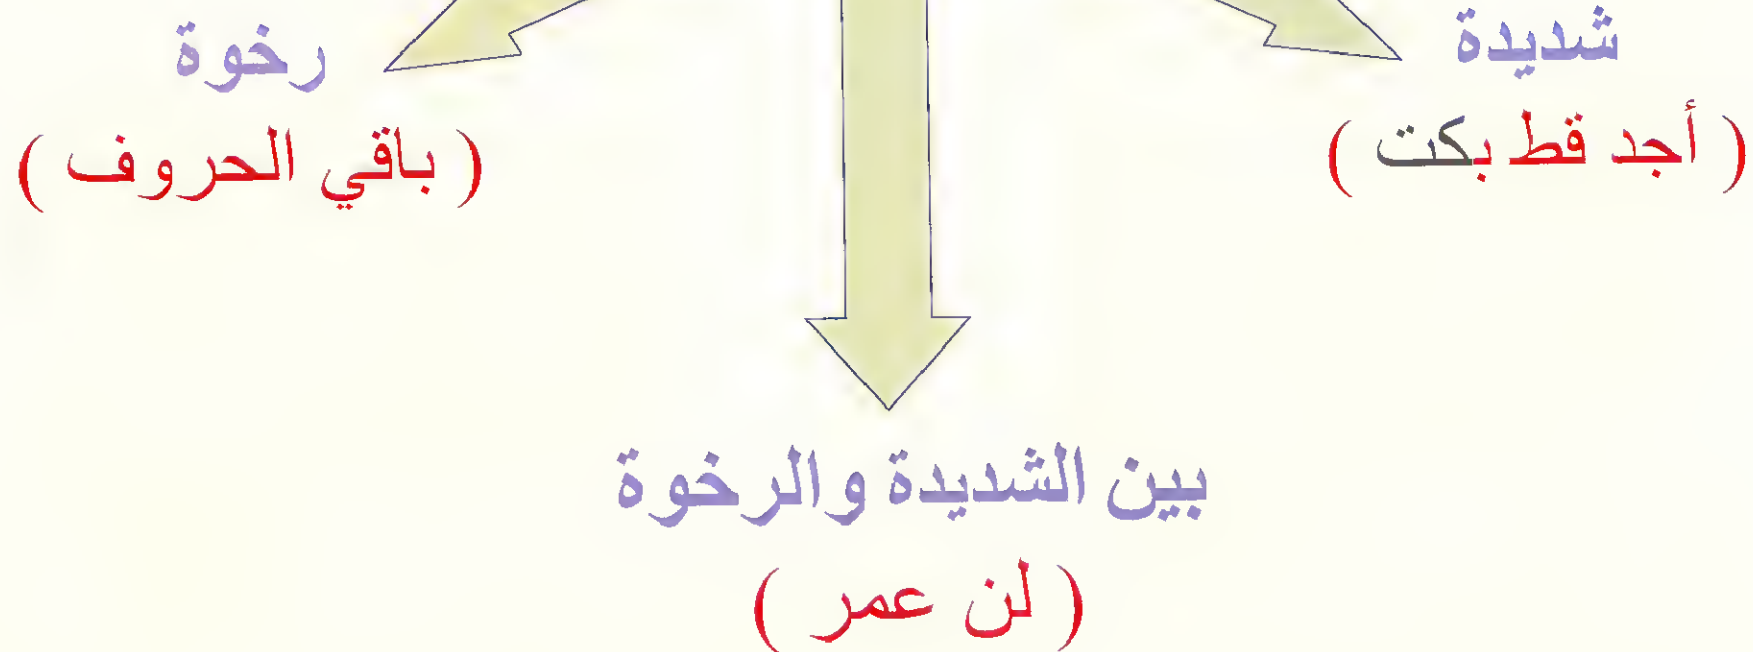 شديدة
( أجد قط بكت )
رخوة
( باقي الحروف )
بين الشديدة والرخوة
( لن عمر )